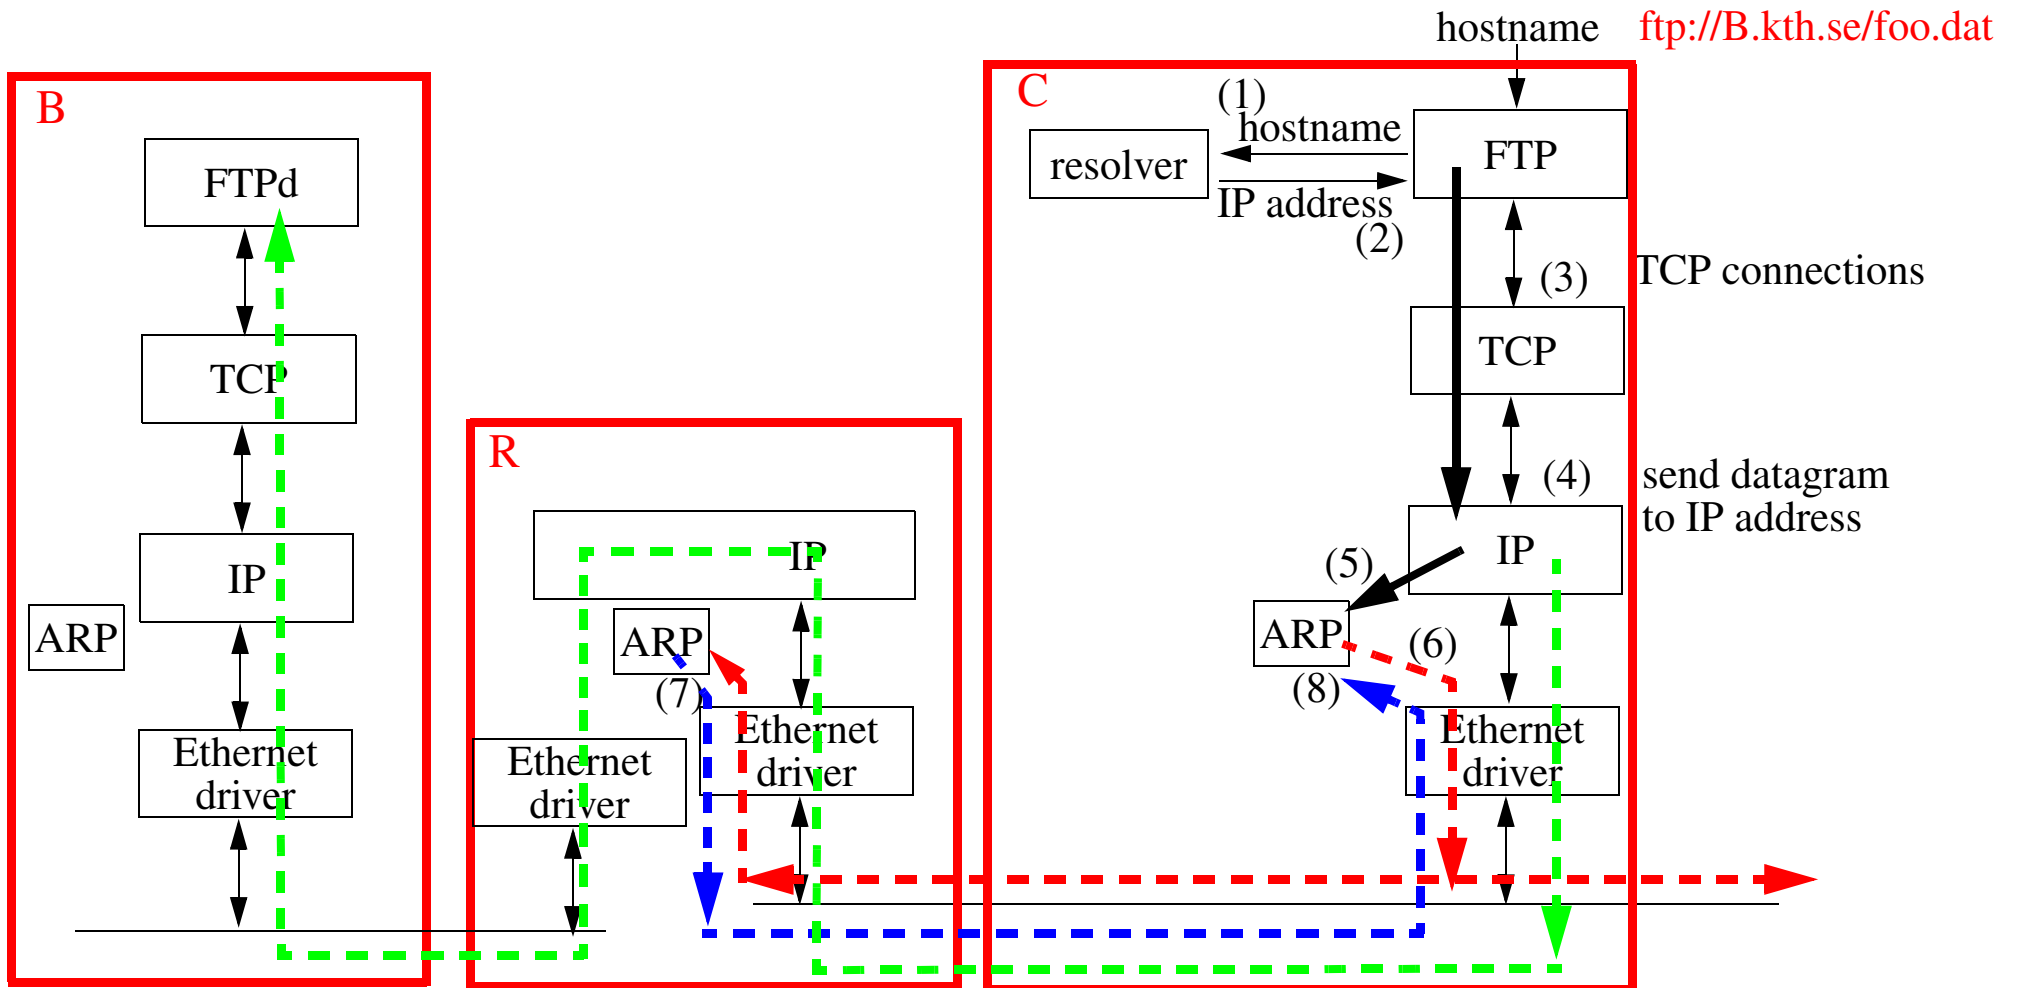 hostname ftp://B.kth.se/foo.dat
B
FTPd
TCP
IP
ARP
Ethernet
driver
R
IP
ARP
(7)
Ethernet
driver
Ethernet
driver
C
(1)
hostname
resolver
IP address
(2)
FTP
(3)
TCP connections
TCP
(4)
send datagram
to IP address
IP
(5)
ARP
(6)
(8)
Ethernet
driver